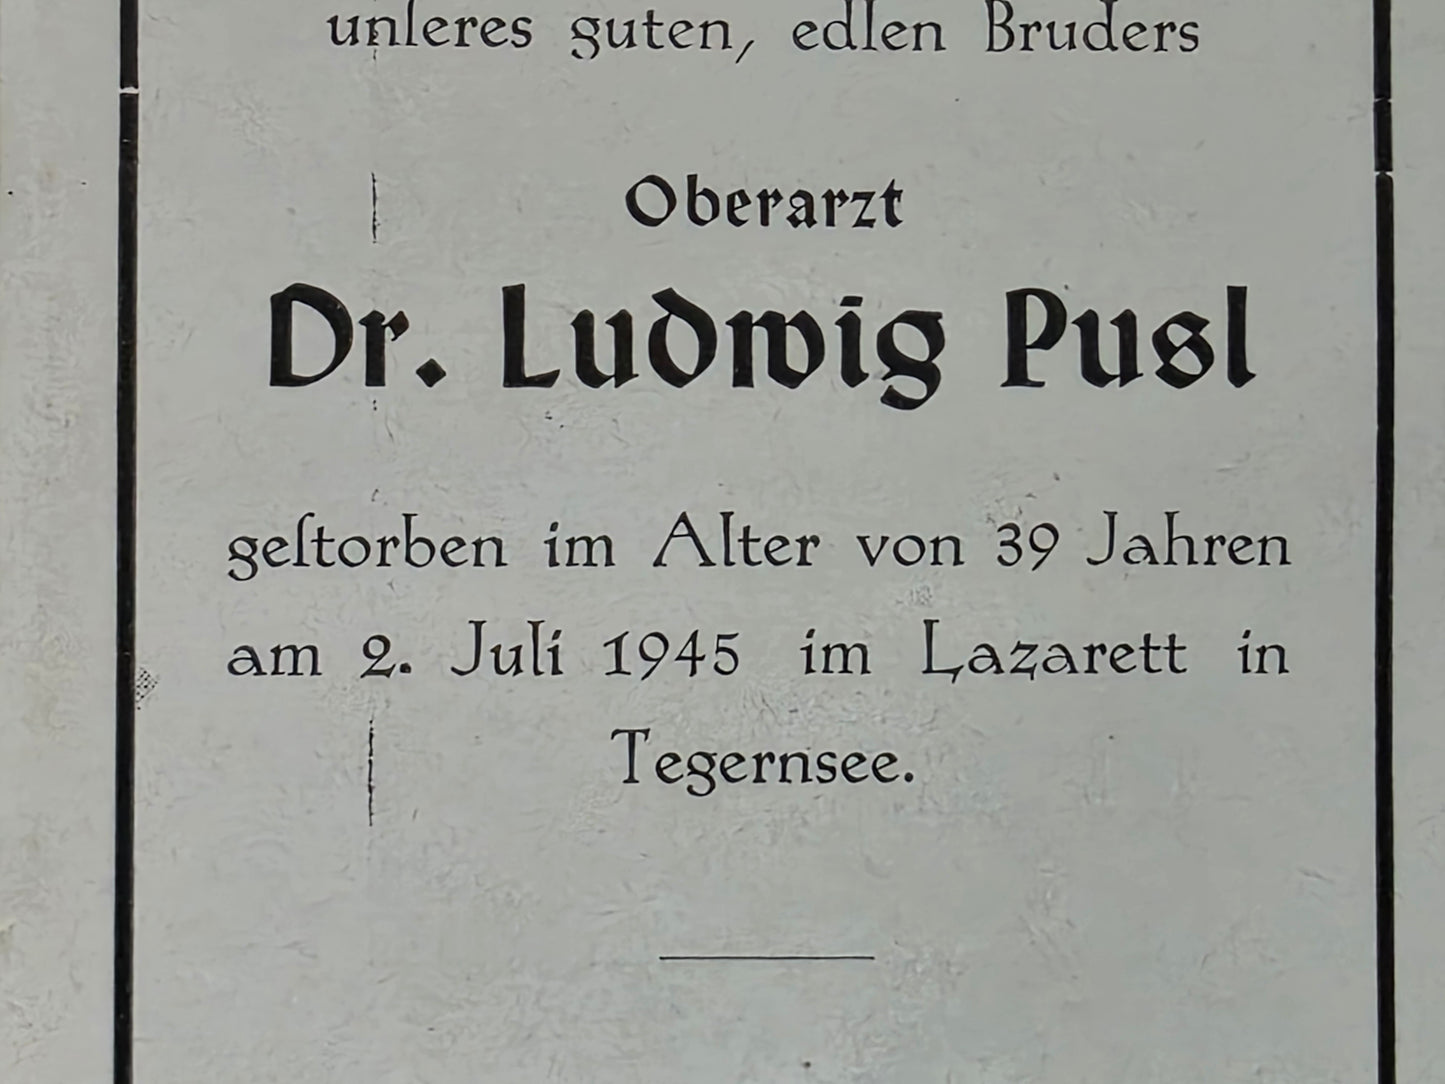 unſeres guten, edlen Bruders
Oberarzt
Dr. Ludwig Pusl
geſtorben im Alter von 39 Jahren
am 2. Juli 1945 im Lazarett in
Tegernsee.